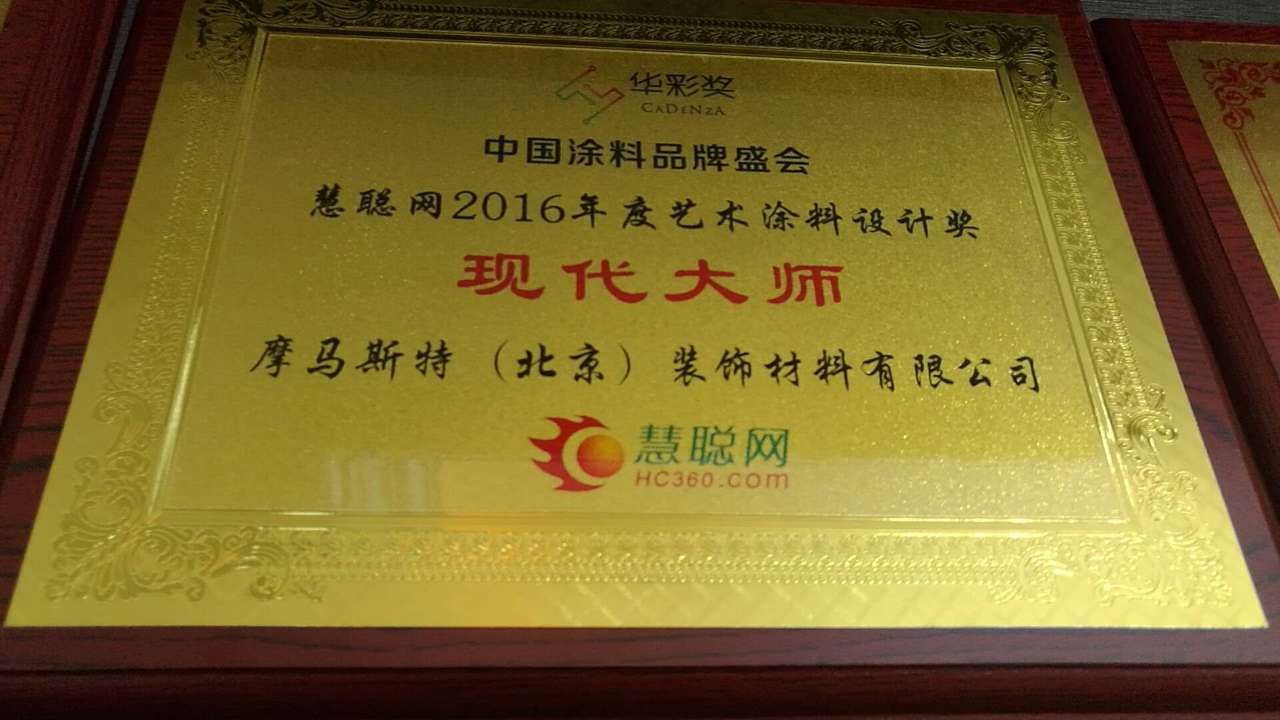 华彩奖
CADENZA
中国涂料品牌盛会
慧聪网2016年度艺术涂料设计奖
现代大师
摩马斯特（北京）装饰材料有限公司
慧聪网
HC360.com